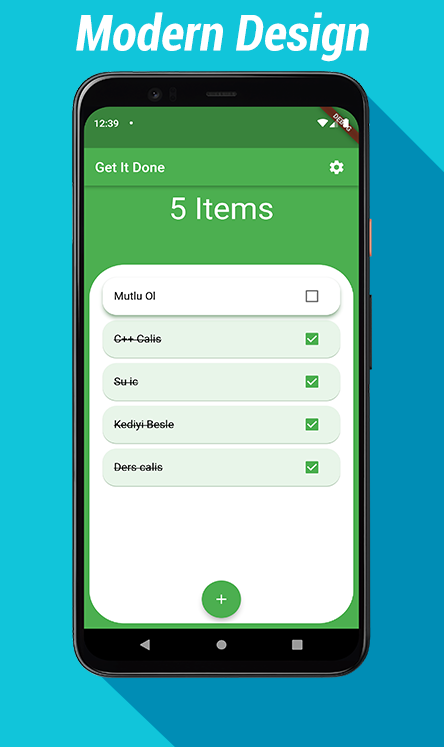 Modern Design
12:39
DEBUG
Get It Done
5 Items
Mutlu Ol
C++ Calis
Su ic
Kediyi Besle
Ders calis